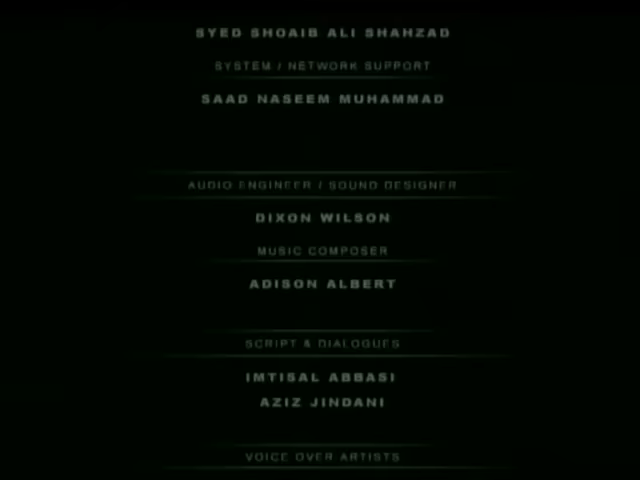 SYED SHOAIB ALI SHAHZAD
SYSTEM / NETWORK SUPPORT
SAAD NASEEM MUHAMMAD
AUDIO ENGINEER / SOUND DESIGNER
DIXON WILSON
MUSIC COMPOSER
ADISON ALBERT
SCRIPT & DIALOGUES
IMTISAL ABBASI
AZIZ JINDANI
VOICE OVER ARTISTS